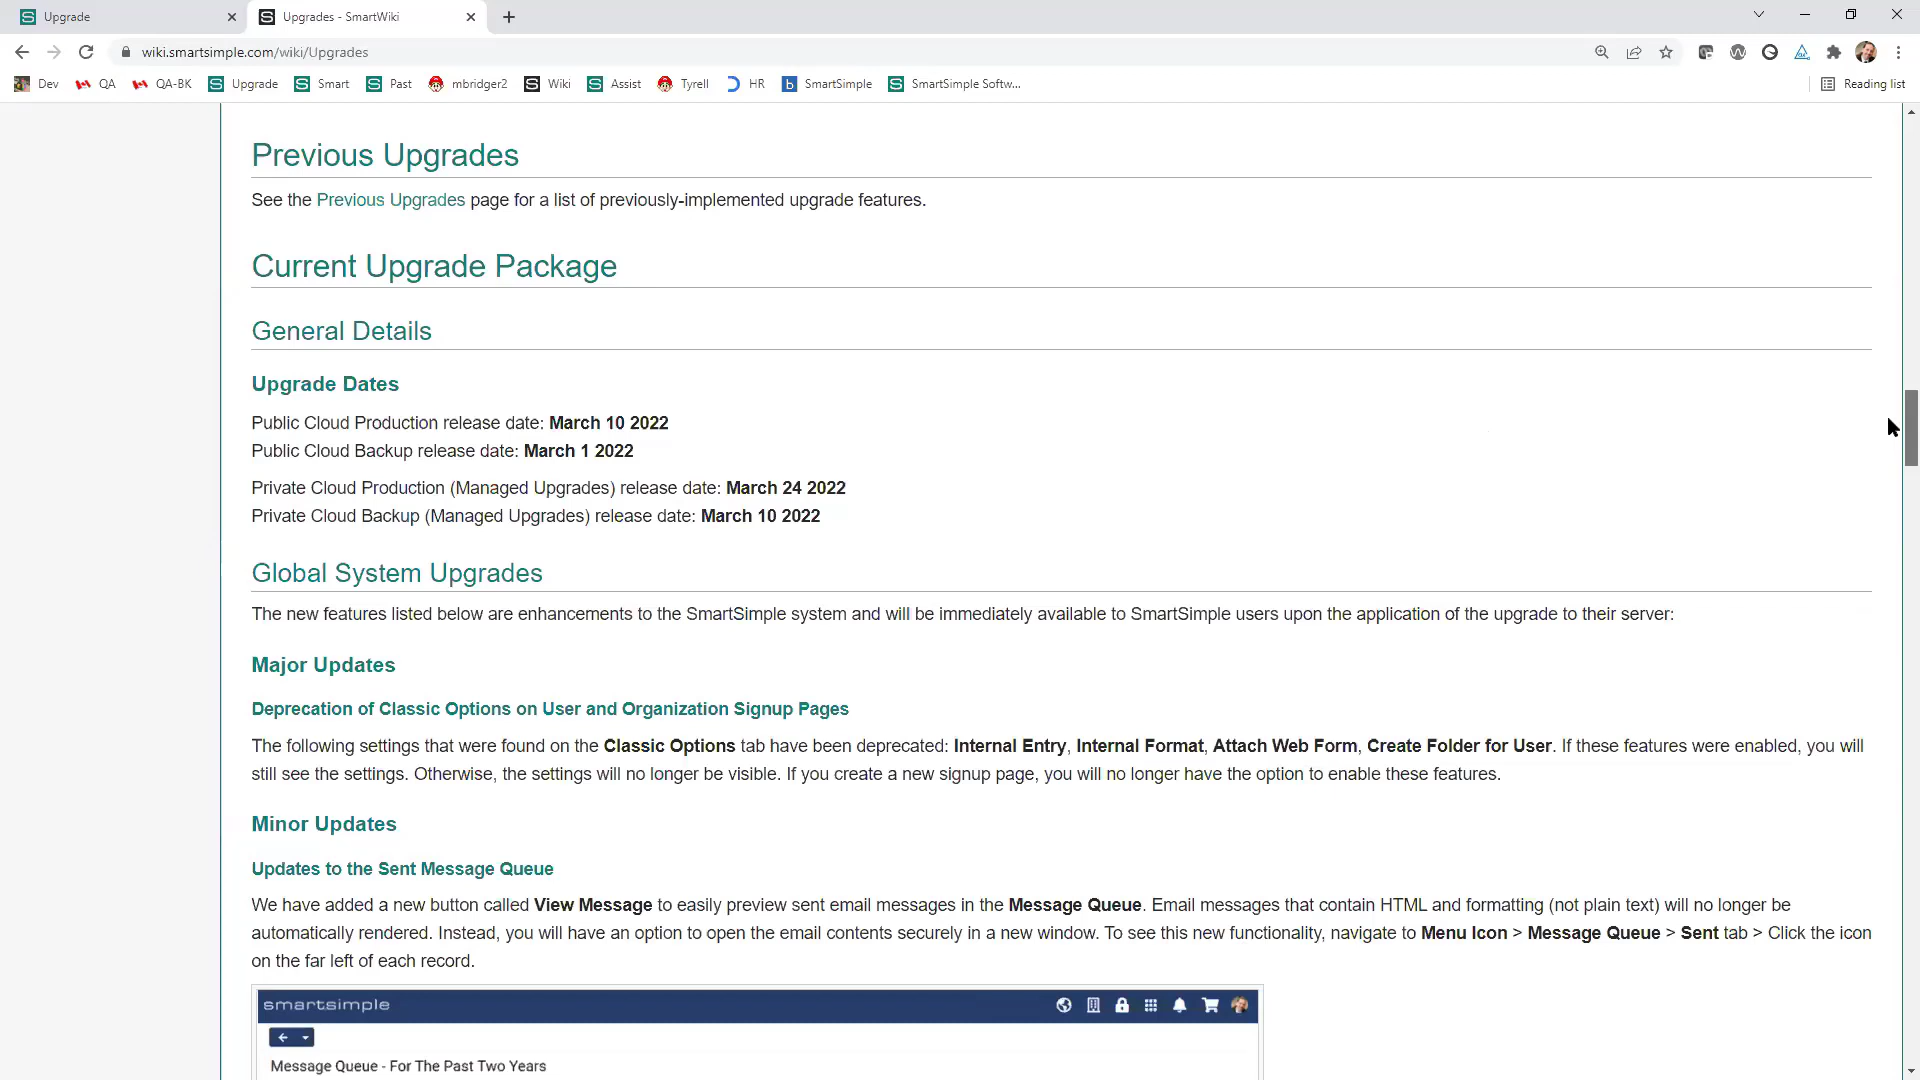 Upgrade
Upgrades - SmartWiki
wiki.smartsimple.com/wiki/Upgrades
Dev QA QA-BK Upgrade Smart Past mbridger2 Wiki Assist Tyrell HR SmartSimple SmartSimple Softw... Reading list
Previous Upgrades
See the Previous Upgrades page for a list of previously-implemented upgrade features.
Current Upgrade Package
General Details
Upgrade Dates
Public Cloud Production release date: March 10 2022
Public Cloud Backup release date: March 1 2022
Private Cloud Production (Managed Upgrades) release date: March 24 2022
Private Cloud Backup (Managed Upgrades) release date: March 10 2022
Global System Upgrades
The new features listed below are enhancements to the SmartSimple system and will be immediately available to SmartSimple users upon the application of the upgrade to their server:
Major Updates
Deprecation of Classic Options on User and Organization Signup Pages
The following settings that were found on the Classic Options tab have been deprecated: Internal Entry, Internal Format, Attach Web Form, Create Folder for User. If these features were enabled, you will
still see the settings. Otherwise, the settings will no longer be visible. If you create a new signup page, you will no longer have the option to enable these features.
Minor Updates
Updates to the Sent Message Queue
We have added a new button called View Message to easily preview sent email messages in the Message Queue. Email messages that contain HTML and formatting (not plain text) will no longer be
automatically rendered. Instead, you will have an option to open the email contents securely in a new window. To see this new functionality, navigate to Menu Icon > Message Queue > Sent tab > Click the icon
on the far left of each record.
smartsimple
Message Queue - For The Past Two Years